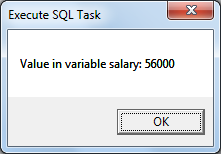 Execute SQL Task
Value in variable salary: 56000
OK